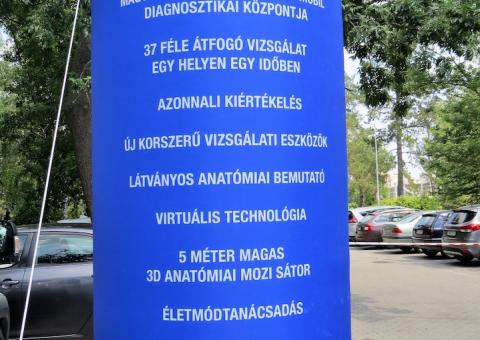 DIAGNOSZTIKAI KÖZPONTJA
37 FÉLE ÁTFOGÓ VIZSGÁLAT
EGY HELYEN EGY IDŐBEN
AZONNALI KIÉRTÉKELÉS
ÚJ KORSZERŰ VIZSGÁLATI ESZKÖZÖK
LÁTVÁNYOS ANATÓMIAI BEMUTATÓ
VIRTUÁLIS TECHNOLÓGIA
5 MÉTER MAGAS
3D ANATÓMIAI MOZI SÁTOR
ÉLETMÓDTANÁCSADÁS